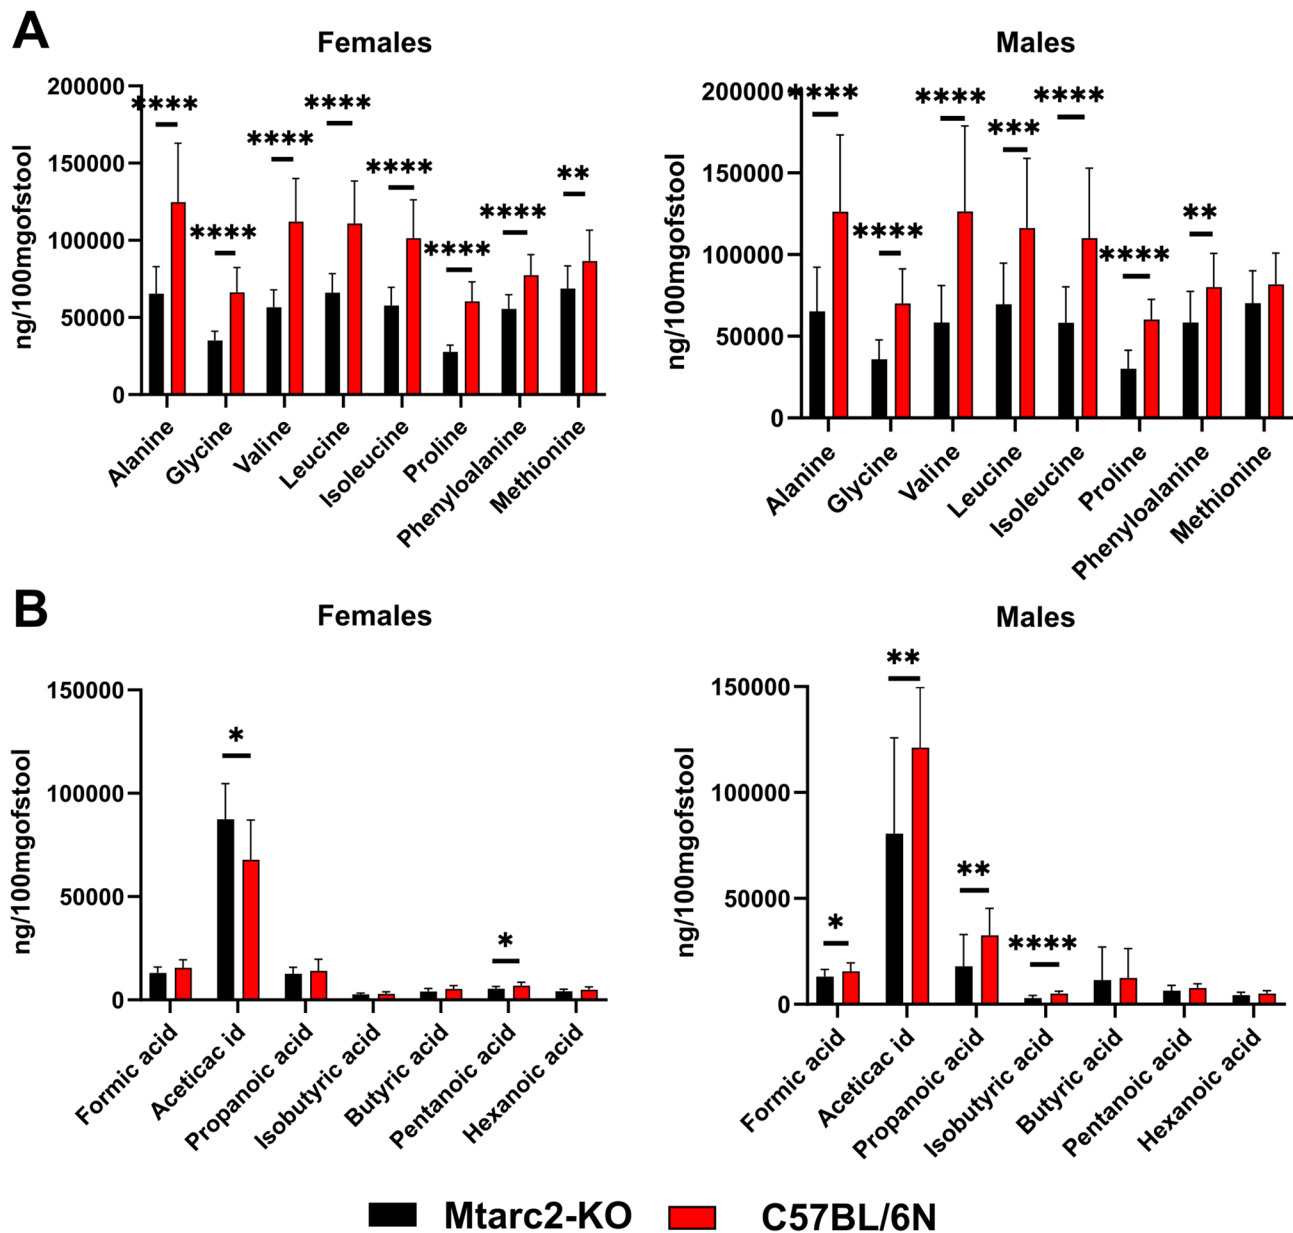 A
Females
Males
ng/100mgofstool
200000
150000
100000
50000
0
**** **** **** **** **** **** **** **
Alanine
Glycine
Valine
Leucine
Isoleucine
Proline
Phenyloalanine
Methionine
ng/100mgofstool
200000
150000
100000
50000
0
**** **** **** *** **** **** **
Alanine
Glycine
Valine
Leucine
Isoleucine
Proline
Phenyloalanine
Methionine
B
Females
Males
ng/100mgofstool
150000
100000
50000
0
* *
Formic acid
Aceticac id
Propanoic acid
Isobutyric acid
Butyric acid
Pentanoic acid
Hexanoic acid
ng/100mgofstool
150000
100000
50000
0
* ** ** ****
Formic acid
Aceticac id
Propanoic acid
Isobutyric acid
Butyric acid
Pentanoic acid
Hexanoic acid
Mtarc2-KO
C57BL/6N